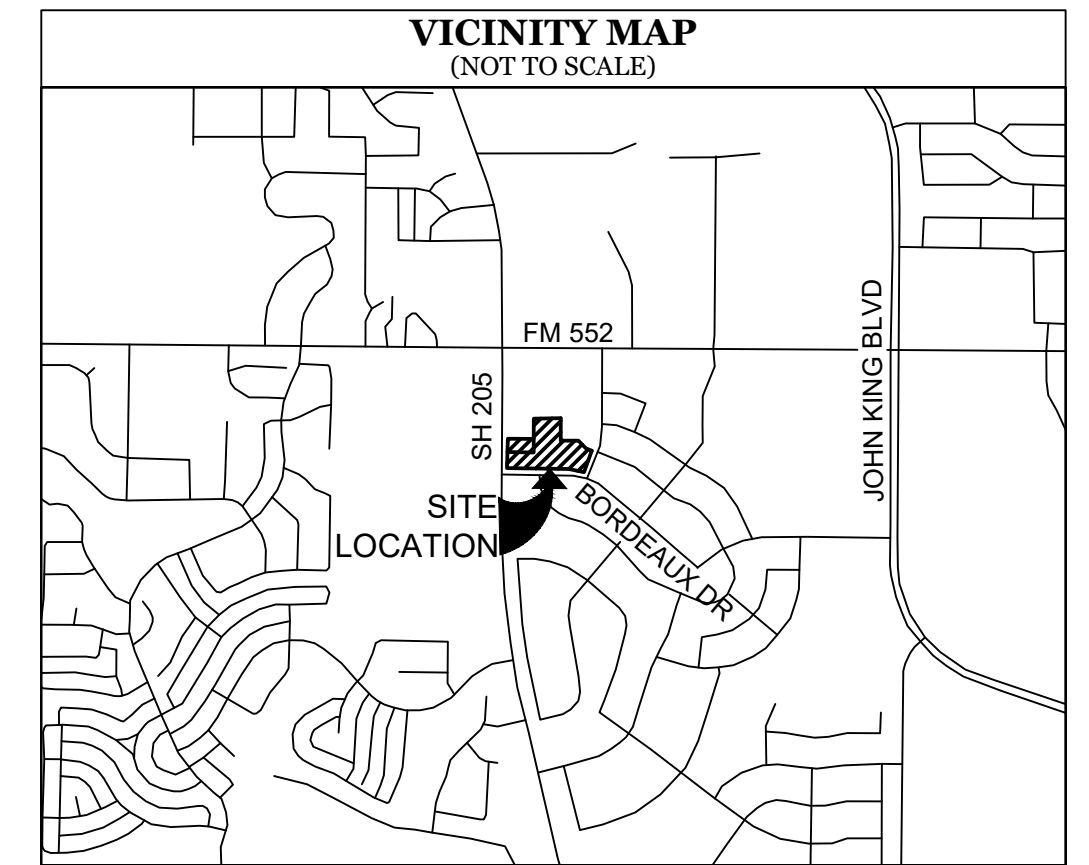 VICINITY MAP
(NOT TO SCALE)
FM 552
SH 205
JOHN KING BLVD
SITE
LOCATION
BORDEAUX DR